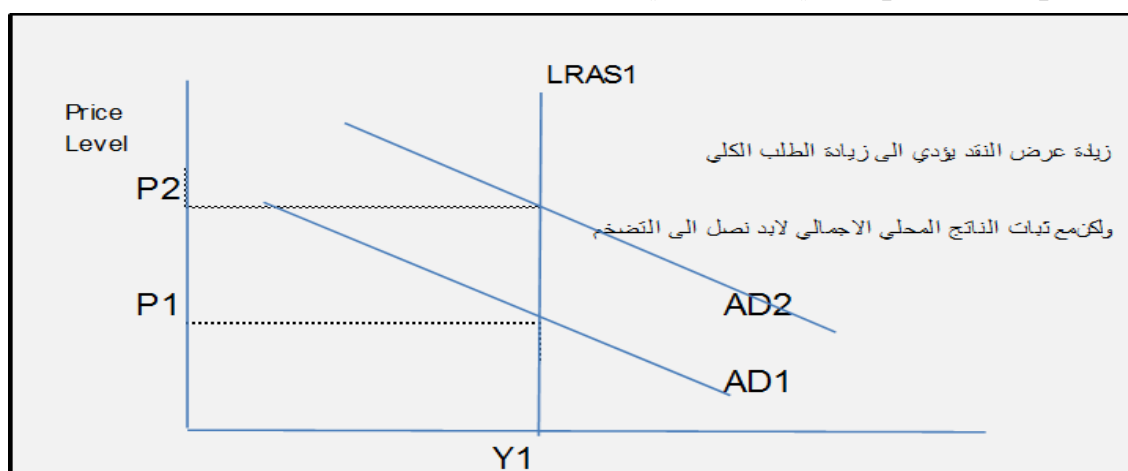 LRAS1
Price
Level
زيادة عرض النقد يؤدي الى زيادة الطلب الكلي
P2
ولكن مع ثبات الناتج المحلي الاجمالي لابد نصل الى التضخم
P1
AD2
AD1
Y1